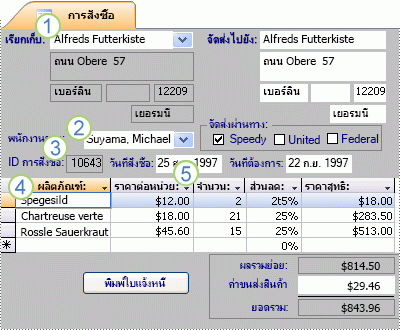 การสั่งซื้อ
1
เรียกเก็บ: Alfreds Futterkiste จัดส่งไปยัง: Alfreds Futterkiste
ถนน Obere 57 ถนน Obere 57
เบอร์ลิน 12209 เบอร์ลิน 12209
เยอรมนี เยอรมนี
2
พนักงาน Suyama, Michael จัดส่งผ่านทาง: Speedy United Federal
3
ID การสั่งซื้อ: 10643 วันที่สั่งซื้อ: 25 1997 วันที่ต้องการ: 22 ก.ย. 1997
4 5
ผลิตภัณฑ์: ราคาต่อหน่วย: จำนวน: ส่วนลด: ราคาสุทธิ:
Spegesild $12.00 2 2t5% $18.00
Chartreuse verte $18.00 21 25% $283.50
Rossle Sauerkraut $45.60 15 25% $513.00
0%
ผลรวมย่อย: $814.50
พิมพ์ใบแจ้งหนี้ ค่าขนส่งสินค้า $29.46
ยอดรวม: $843.96